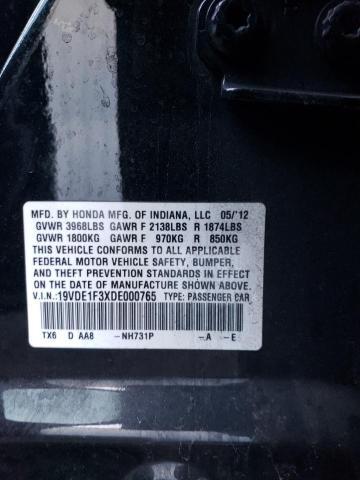 MFD. BY HONDA MFG. OF INDIANA, LLC 05/'12
GVWR 3968LBS GAWR F 2138LBS R 1874LBS
GVWR 1800KG GAWR F 970KG R 850KG
THIS VEHICLE CONFORMS TO ALL APPLICABLE
FEDERAL MOTOR VEHICLE SAFETY, BUMPER,
AND THEFT PREVENTION STANDARDS IN EFFECT
ON THE DATE OF MANUFACTURE SHOWN ABOVE.
V.I.N.: 19VDE1F3XDE000765 TYPE: PASSENGER CAR
TX6 D AA8 –NH731P –A –E